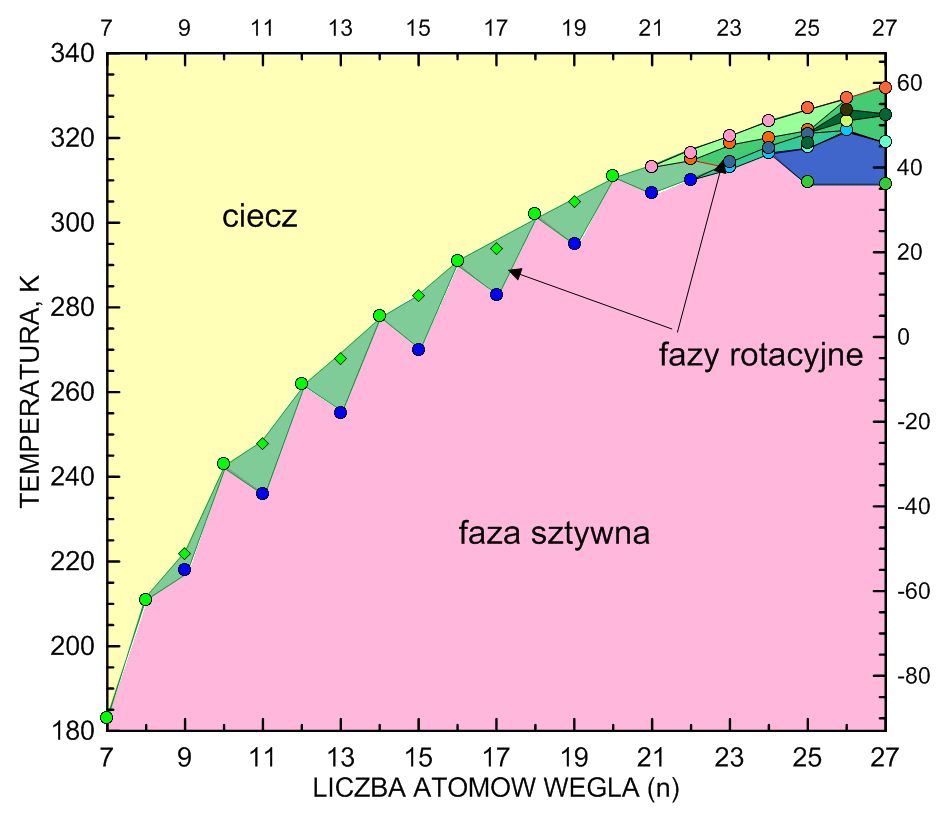 7 9 11 13 15 17 19 21 23 25 27
340
320
300
280
260
240
220
200
180
60
40
20
0
-20
-40
-60
-80
TEMPERATURA, K
ciecz
fazy rotacyjne
faza sztywna
7 9 11 13 15 17 19 21 23 25 27
LICZBA ATOMOW WEGLA (n)